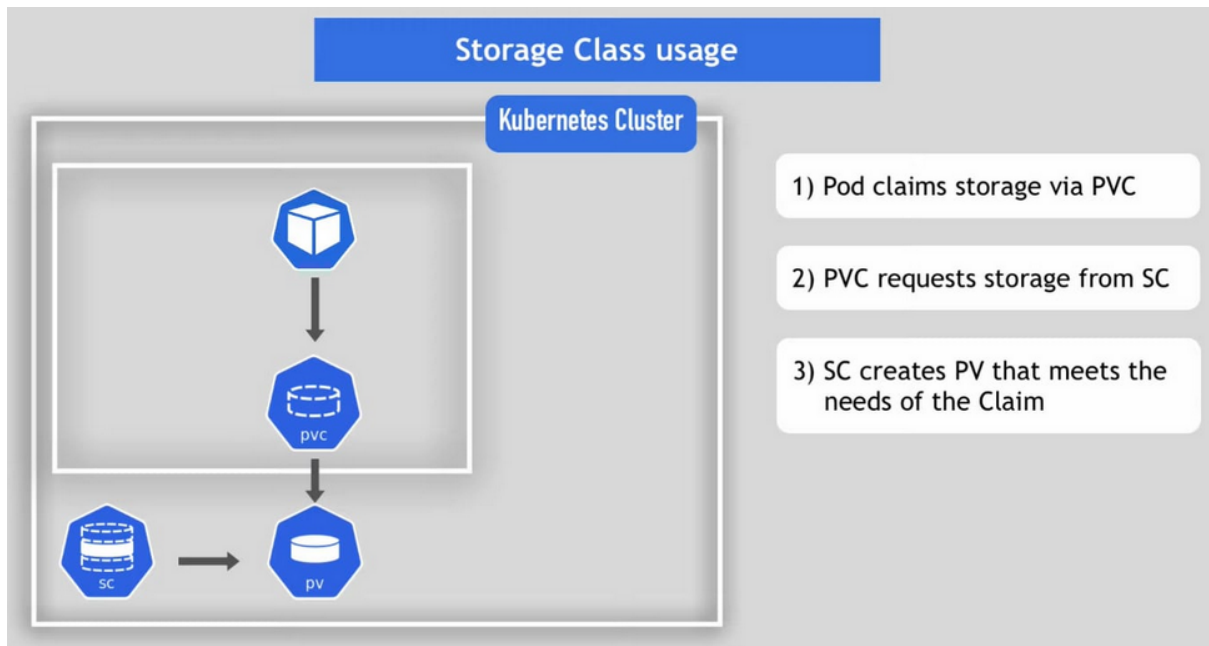 Storage Class usage
Kubernetes Cluster
pvc
sc
pv
1) Pod claims storage via PVC
2) PVC requests storage from SC
3) SC creates PV that meets the
needs of the Claim